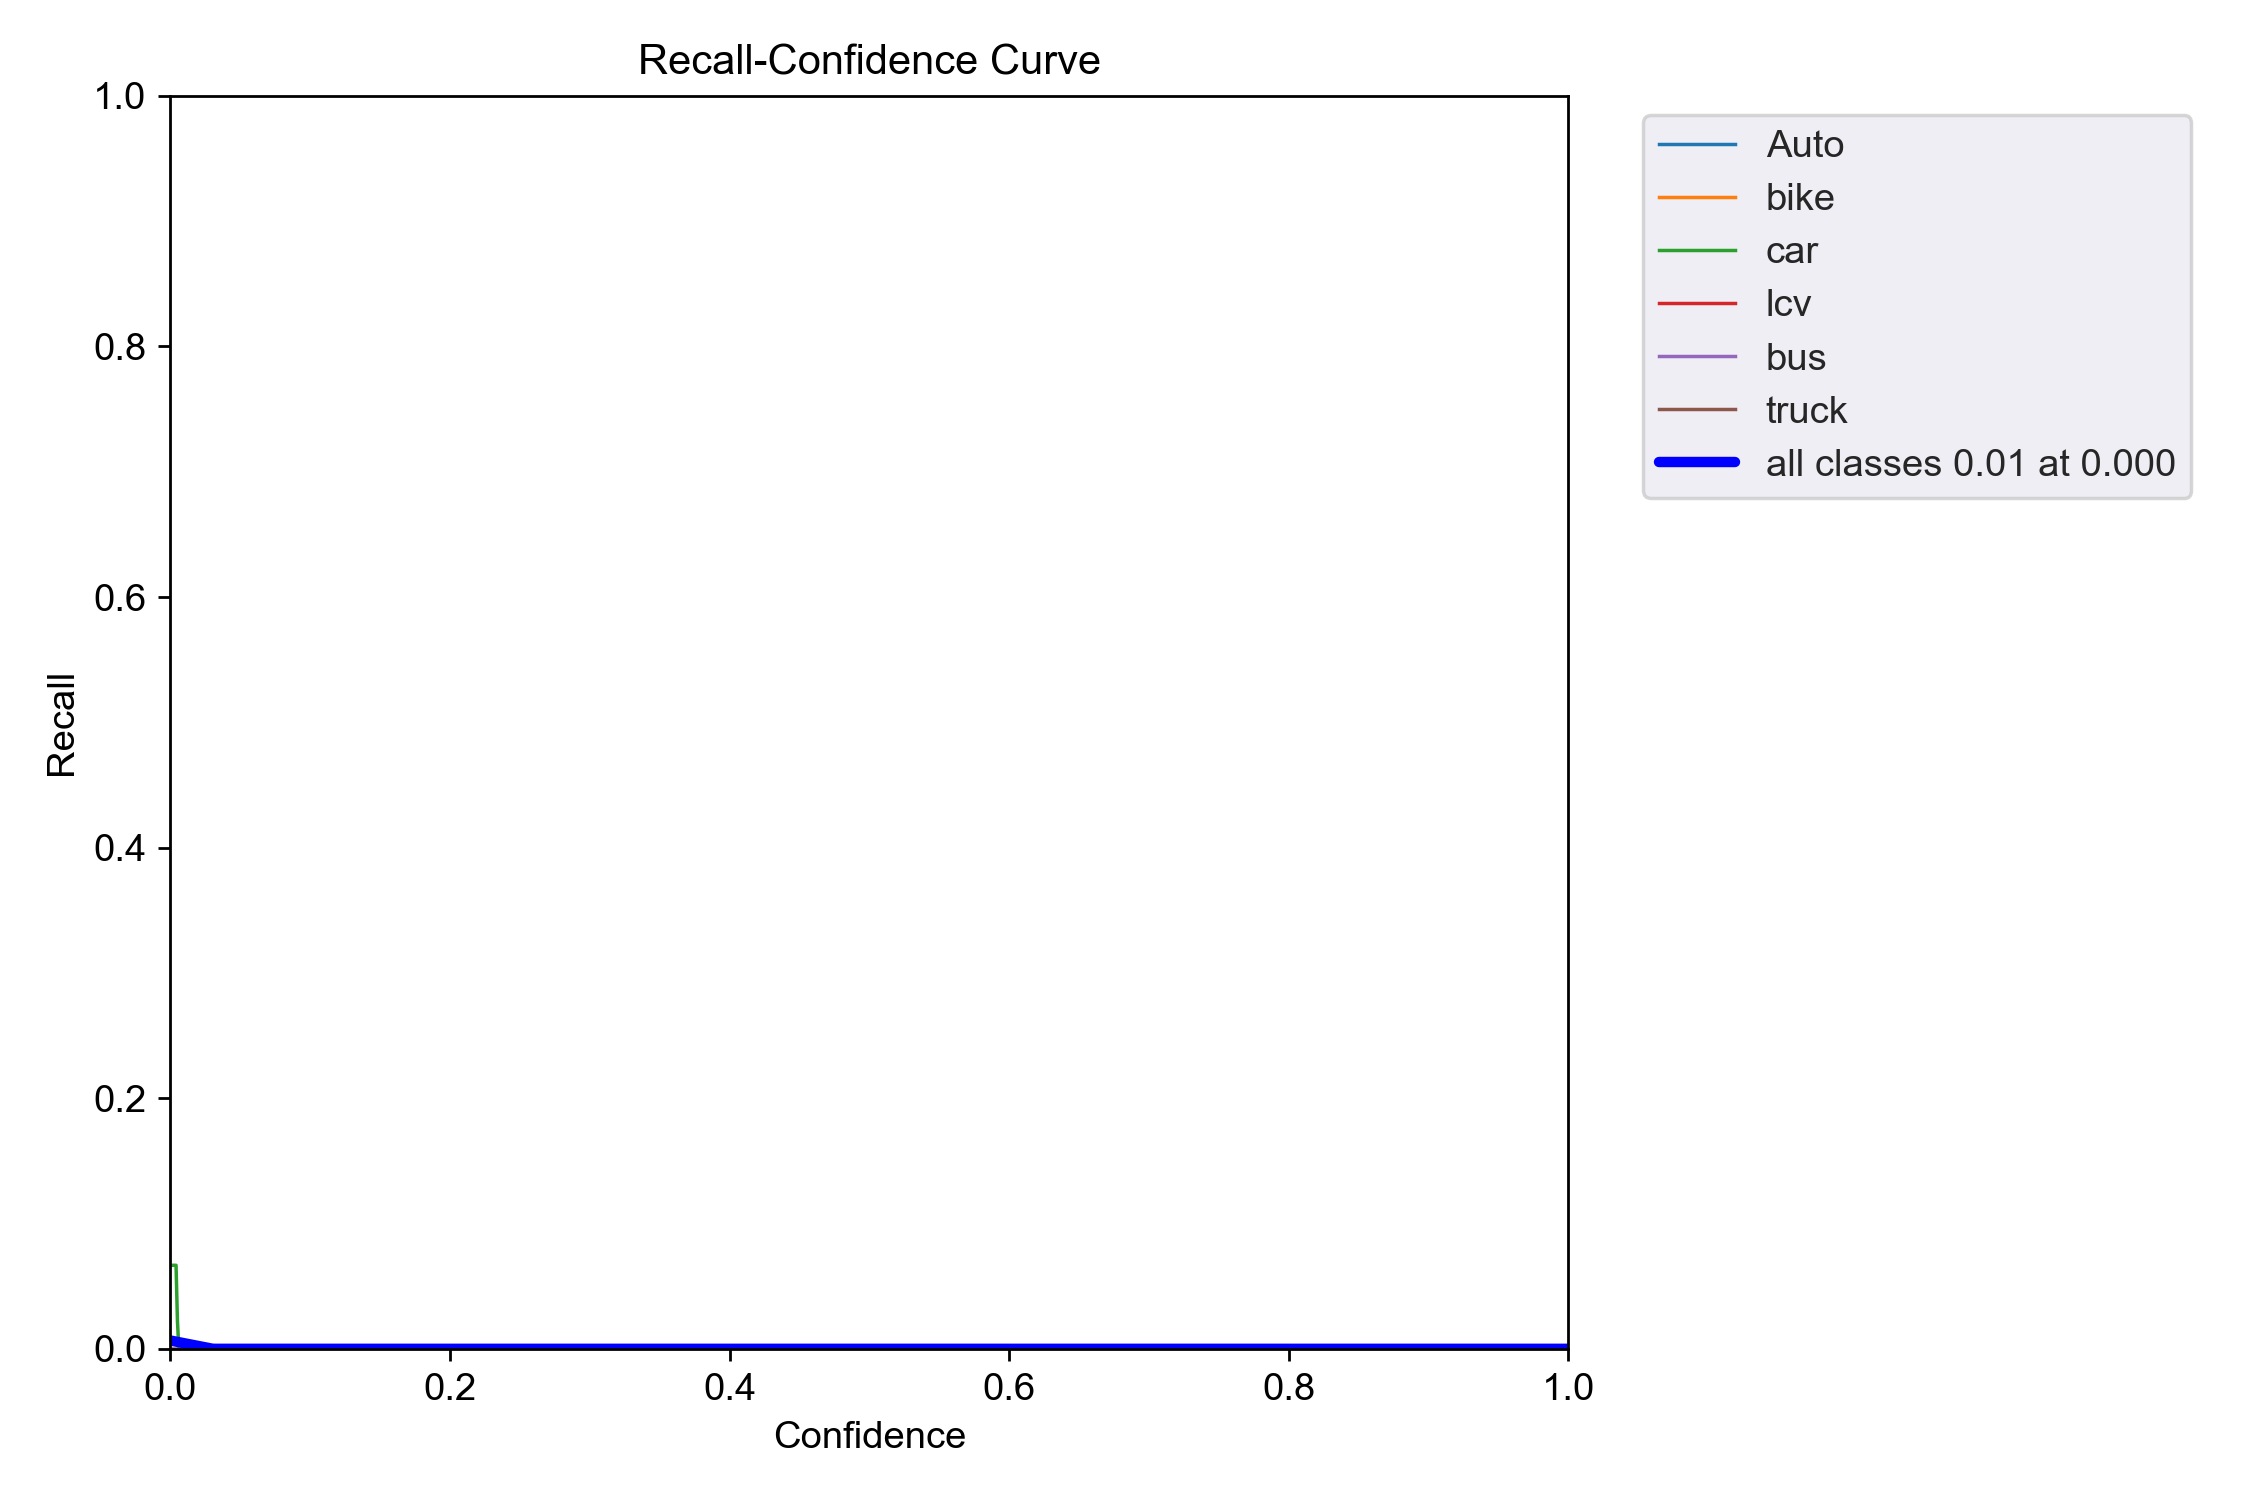 Recall-Confidence Curve
1.0
0.8
0.6
0.4
0.2
0.0
Recall
0.0 0.2 0.4 0.6 0.8 1.0
Confidence
Auto
bike
car
lcv
bus
truck
all classes 0.01 at 0.000